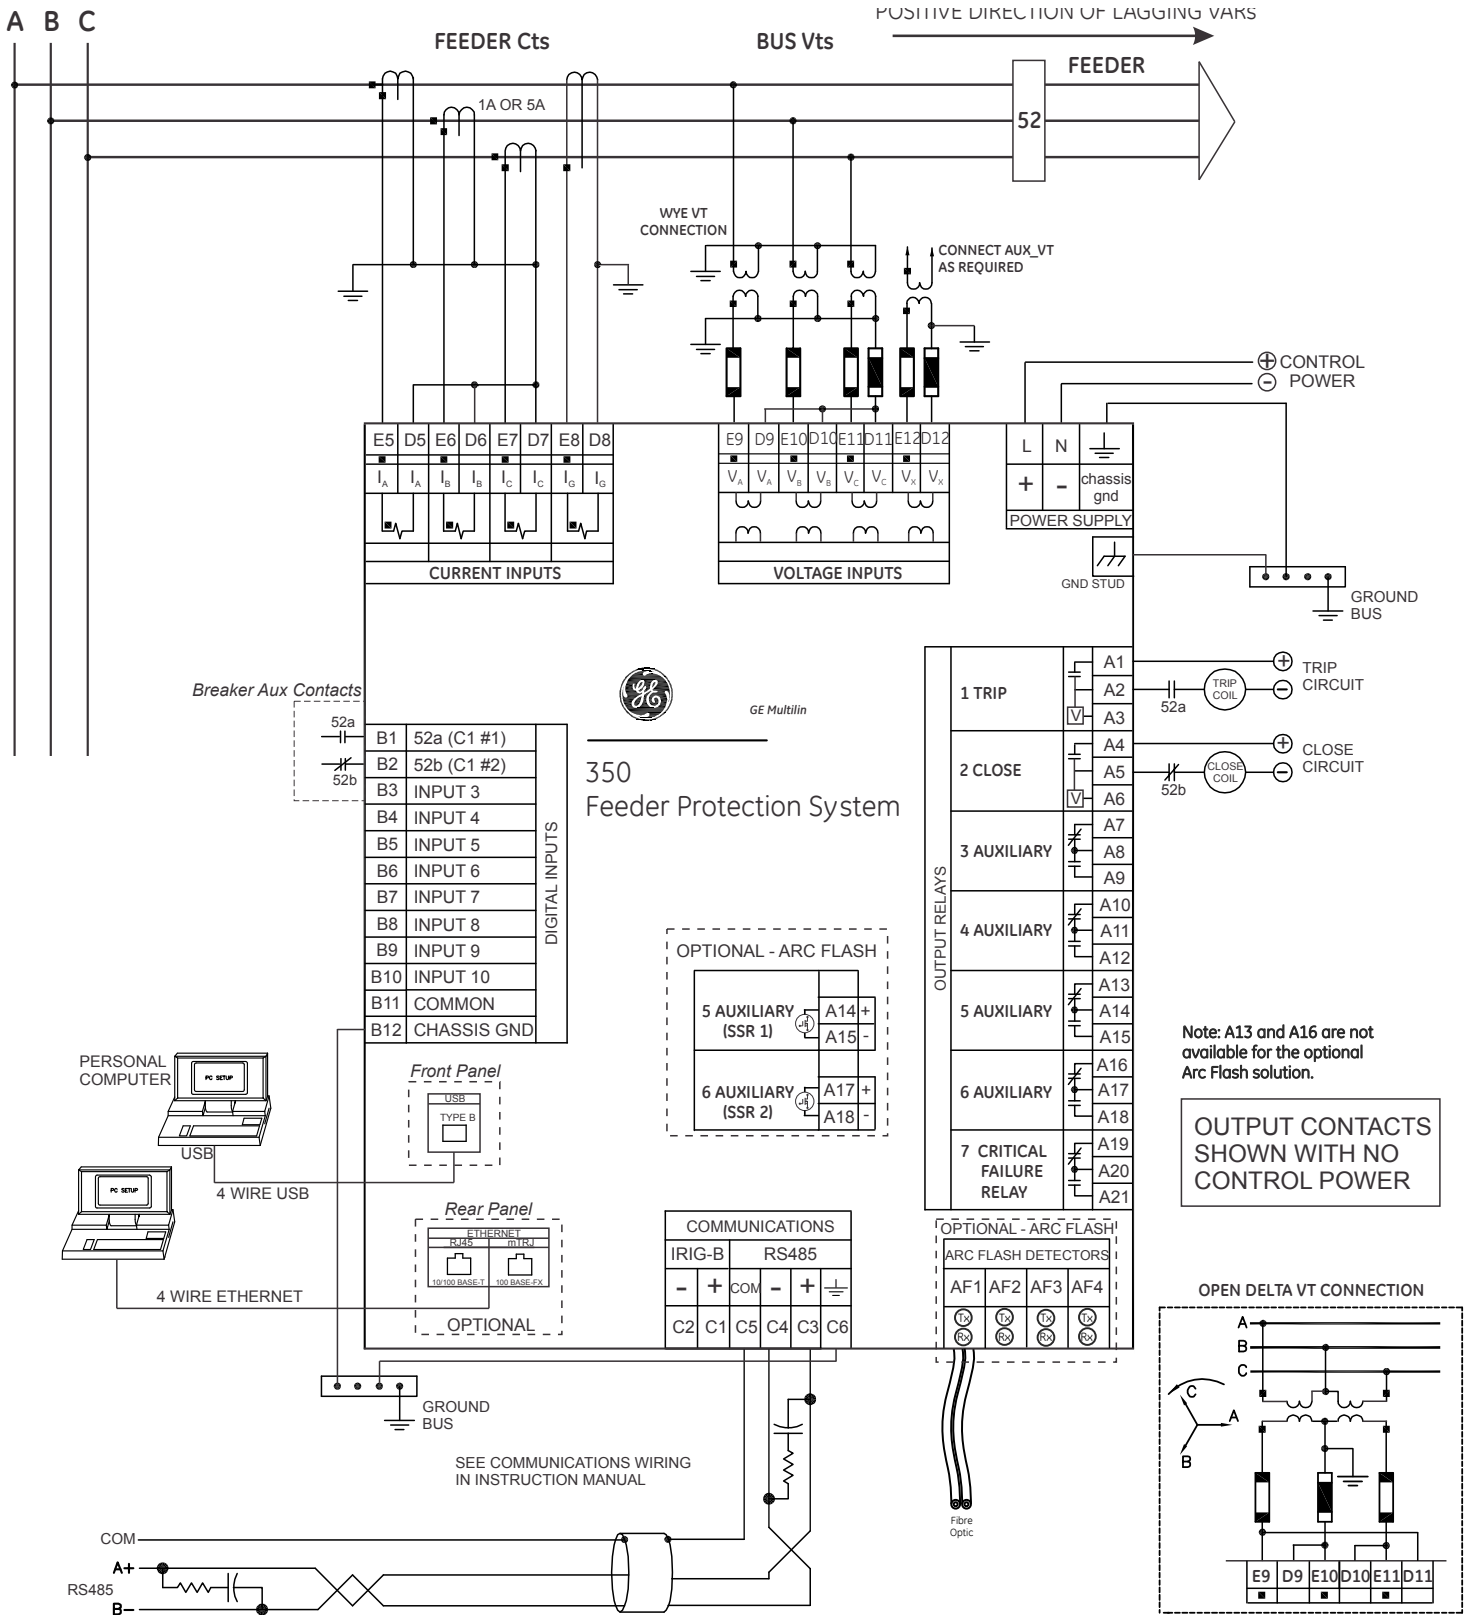 A B C
FEEDER Cts
BUS Vts
POSITIVE DIRECTION OF LAGGING VARs
FEEDER
1A OR 5A
52
WYE VT
CONNECTION
CONNECT AUX_VT
AS REQUIRED
CONTROL
POWER
E5 D5 E6 D6 E7 D7 E8 D8
IA IA IB IB IC IC IG IG
CURRENT INPUTS
E9 D9 E10 D10 E11 D11 E12 D12
VA VA VB VB VC VC VX VX
VOLTAGE INPUTS
L N
+ - chassis
gnd
POWER SUPPLY
GND STUD
GROUND
BUS
Breaker Aux Contacts
52a
52b
B1 52a (C1 #1)
B2 52b (C1 #2)
B3 INPUT 3
B4 INPUT 4
B5 INPUT 5
B6 INPUT 6
B7 INPUT 7
B8 INPUT 8
B9 INPUT 9
B10 INPUT 10
B11 COMMON
B12 CHASSIS GND
DIGITAL INPUTS
GE
GE Multilin
350
Feeder Protection System
OUTPUT RELAYS
1 TRIP
V
A1
A2
A3
52a
TRIP
COIL
+ TRIP
- CIRCUIT
2 CLOSE
V
A4
A5
A6
52b
CLOSE
COIL
+ CLOSE
- CIRCUIT
3 AUXILIARY
A7
A8
A9
4 AUXILIARY
A10
A11
A12
5 AUXILIARY
A13
A14
A15
6 AUXILIARY
A16
A17
A18
7 CRITICAL
FAILURE
RELAY
A19
A20
A21
OPTIONAL - ARC FLASH
5 AUXILIARY
(SSR 1)
A14 +
A15 -
6 AUXILIARY
(SSR 2)
A17 +
A18 -
Note: A13 and A16 are not
available for the optional
Arc Flash solution.
OUTPUT CONTACTS
SHOWN WITH NO
CONTROL POWER
PERSONAL
COMPUTER
PC SETUP
USB
4 WIRE USB
PC SETUP
4 WIRE ETHERNET
Front Panel
USB
TYPE B
Rear Panel
ETHERNET
RJ45 mTRJ
10/100 BASE-T 100 BASE-FX
OPTIONAL
COMMUNICATIONS
IRIG-B RS485
- + COM - +
C2 C1 C5 C4 C3 C6
OPTIONAL - ARC FLASH
ARC FLASH DETECTORS
AF1 AF2 AF3 AF4
Tx Tx Tx Tx
Rx Rx Rx Rx
Fibre
Optic
GROUND
BUS
SEE COMMUNICATIONS WIRING
IN INSTRUCTION MANUAL
COM
A+
RS485
B-
OPEN DELTA VT CONNECTION
A
B
C
C
A
B
E9 D9 E10 D10 E11 D11